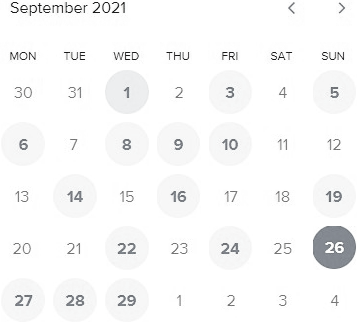 September 2021
MON TUE WED THU FRI SAT SUN
30 31 1 2 3 4 5
6 7 8 9 10 11 12
13 14 15 16 17 18 19
20 21 22 23 24 25 26
27 28 29 1 2 3 4